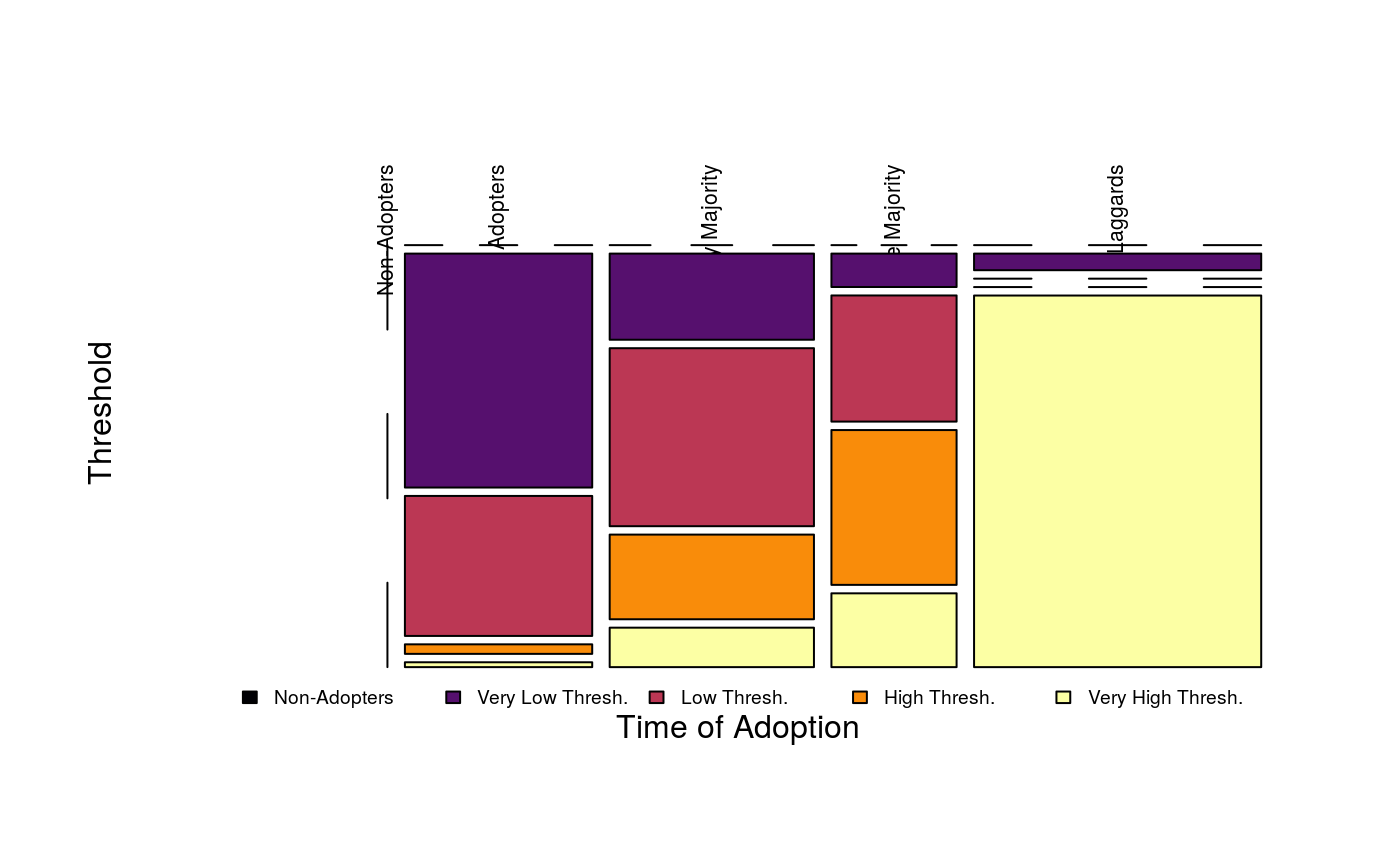 Non-Adopters
Adopters
Majority
Majority
Laggards
Threshold
Non-Adopters
Very Low Thresh.
Low Thresh.
High Thresh.
Very High Thresh.
Time of Adoption